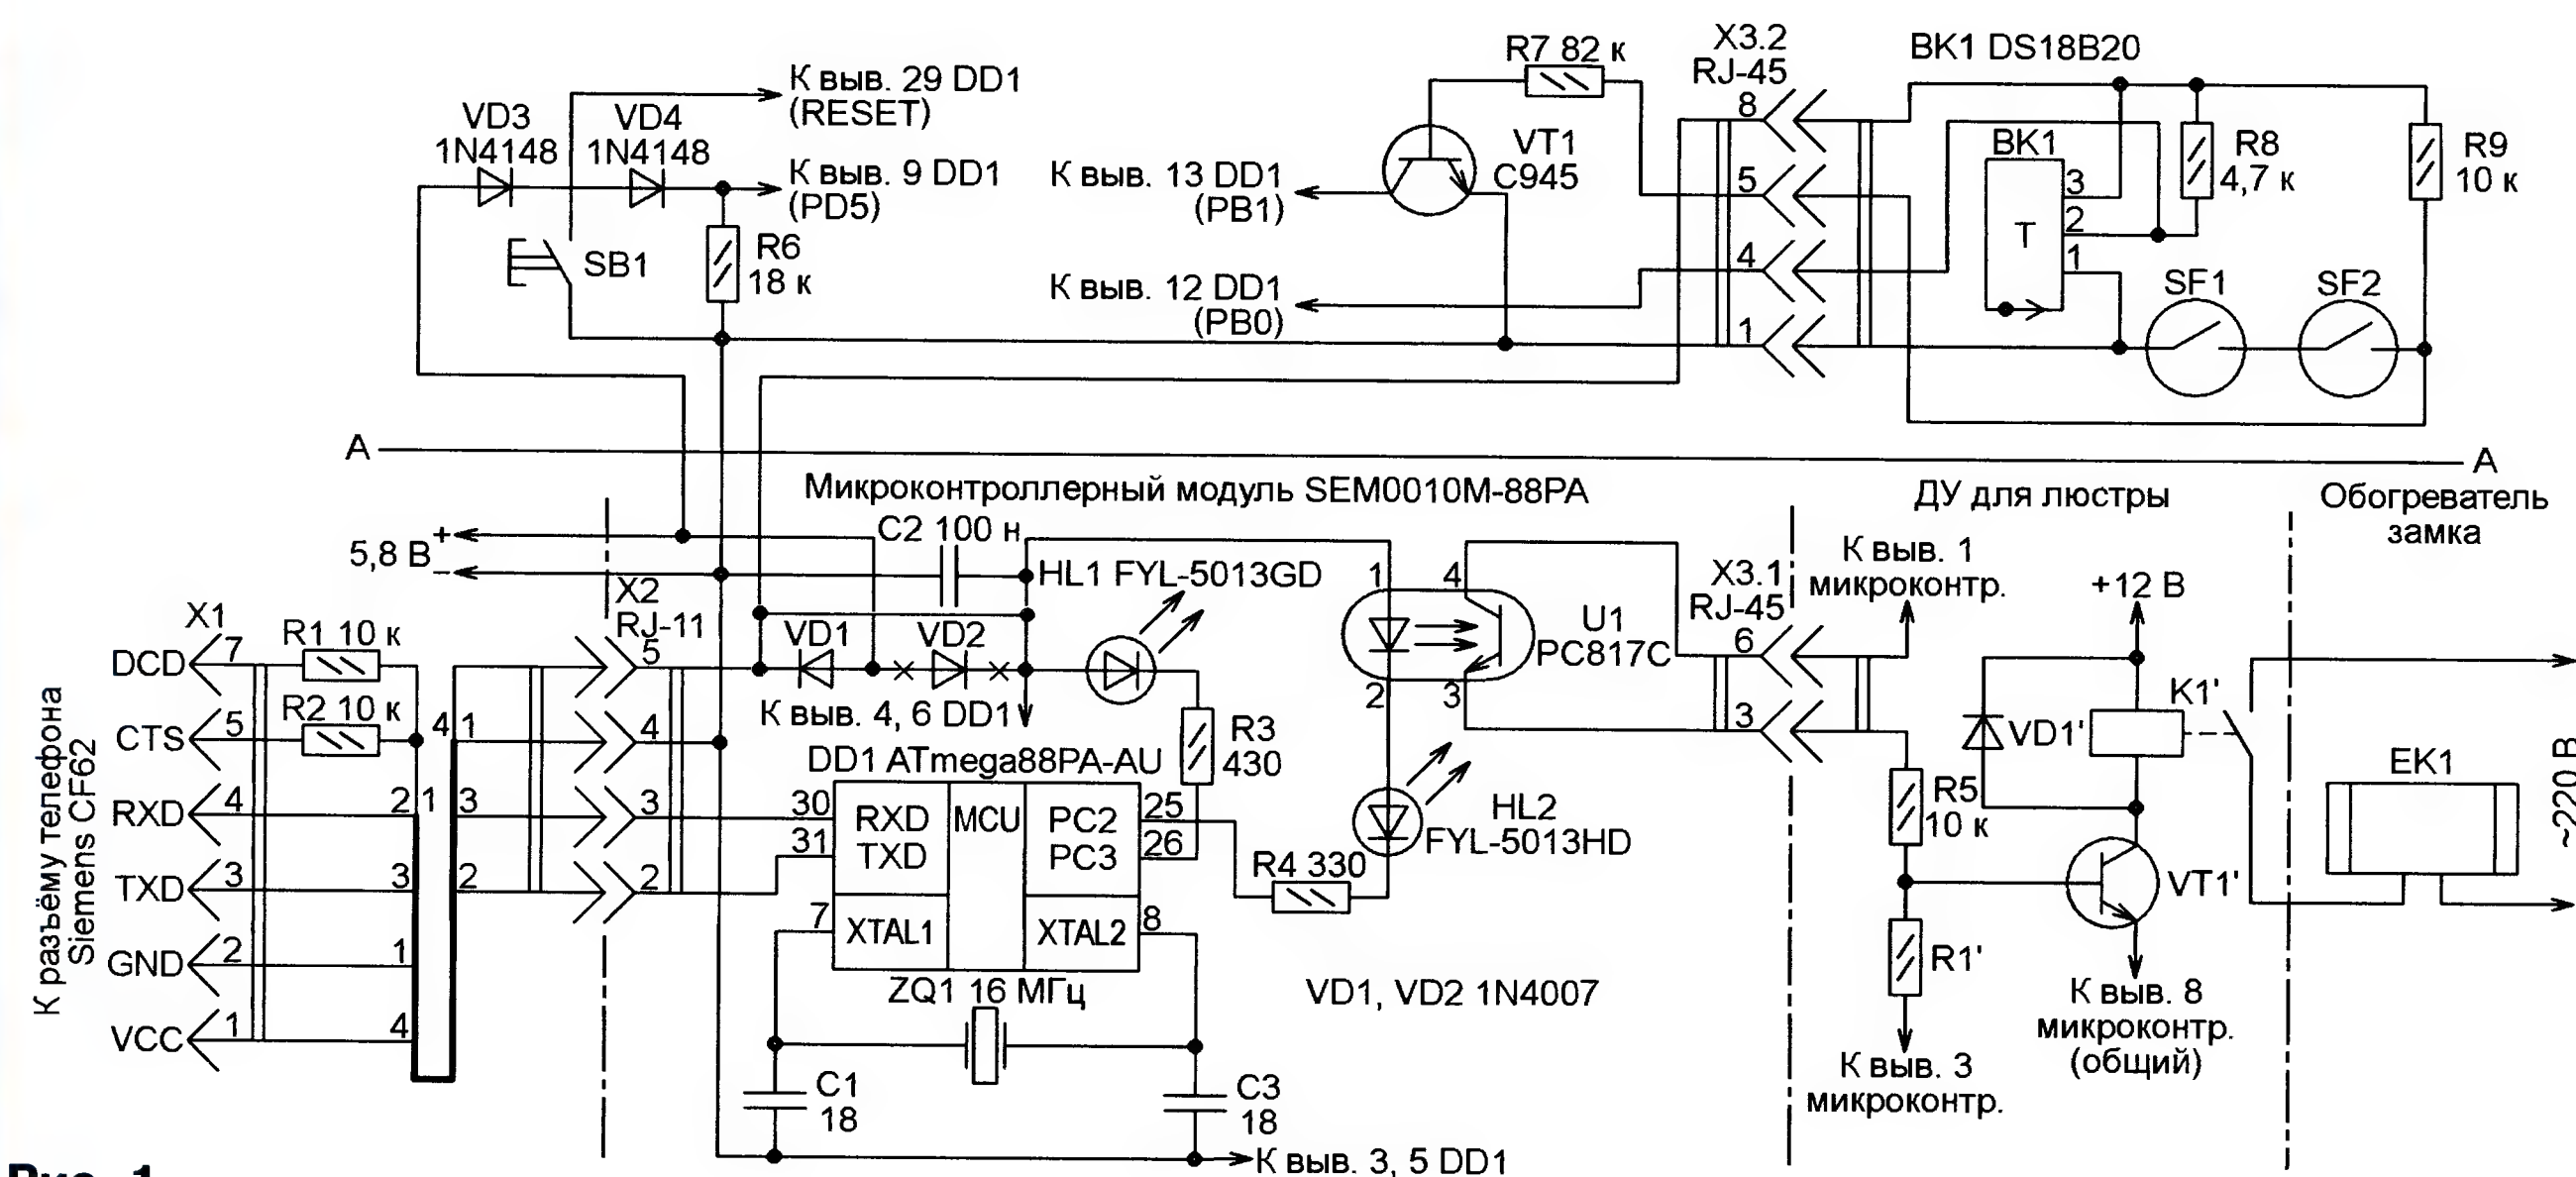 К выв. 29 DD1
(RESET)
VD3
1N4148
VD4
1N4148
К выв. 9 DD1
(PD5)
SB1
R6
18 к
R7 82 к
VT1
C945
К выв. 13 DD1
(PB1)
К выв. 12 DD1
(PB0)
X3.2
RJ-45
8
5
4
1
BK1 DS18B20
BK1
T
3
2
1
R8
4,7 к
R9
10 к
SF1
SF2
А
А
Микроконтроллерный модуль SEM0010M-88PA
ДУ для люстры
Обогреватель
замка
+
5,8 В
–
C2 100 н
HL1 FYL-5013GD
X2
RJ-11
5
4
3
2
VD1
VD2
К выв. 4, 6 DD1
R3
430
1
2
4
3
U1
PC817C
X3.1
RJ-45
6
3
К выв. 1
микроконтр.
+12 В
К1'
VD1'
EK1
~220 В
К разъёму телефона
Siemens CF62
X1
DCD
7
CTS
5
RXD
4
TXD
3
GND
2
VCC
1
R1 10 к
R2 10 к
4
1
2
1
3
3
2
1
4
DD1 ATmega88PA-AU
30
31
RXD
TXD
MCU
PC2
PC3
25
26
7
XTAL1
XTAL2
8
R4 330
HL2
FYL-5013HD
R5
10 к
VT1'
R1'
ZQ1 16 МГц
VD1, VD2 1N4007
C1
18
C3
18
К выв. 3, 5 DD1
К выв. 8
микроконтр.
(общий)
К выв. 3
микроконтр.